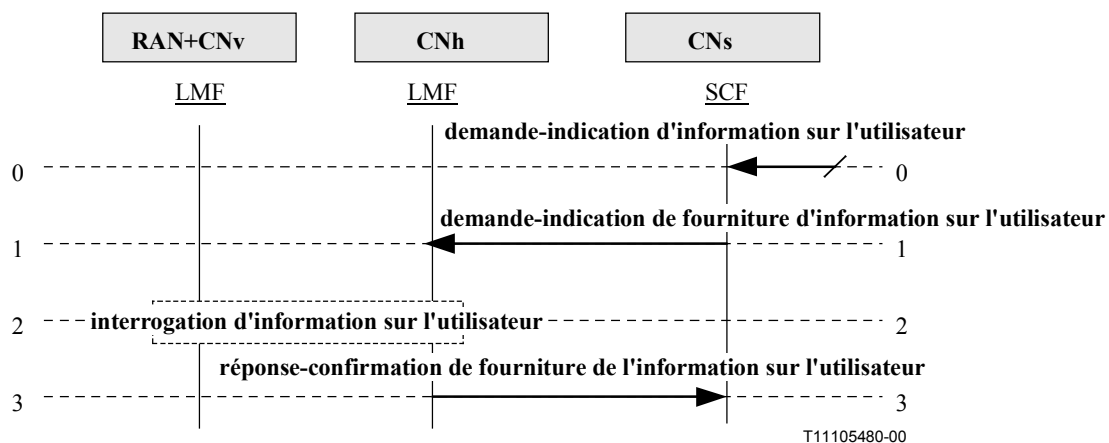 RAN+CNv CNh CNs
LMF LMF SCF
demande-indication d'information sur l'utilisateur
0 0
demande-indication de fourniture d'information sur l'utilisateur
1 1
2 interrogation d'information sur l'utilisateur 2
réponse-confirmation de fourniture de l'information sur l'utilisateur
3 3
T11105480-00